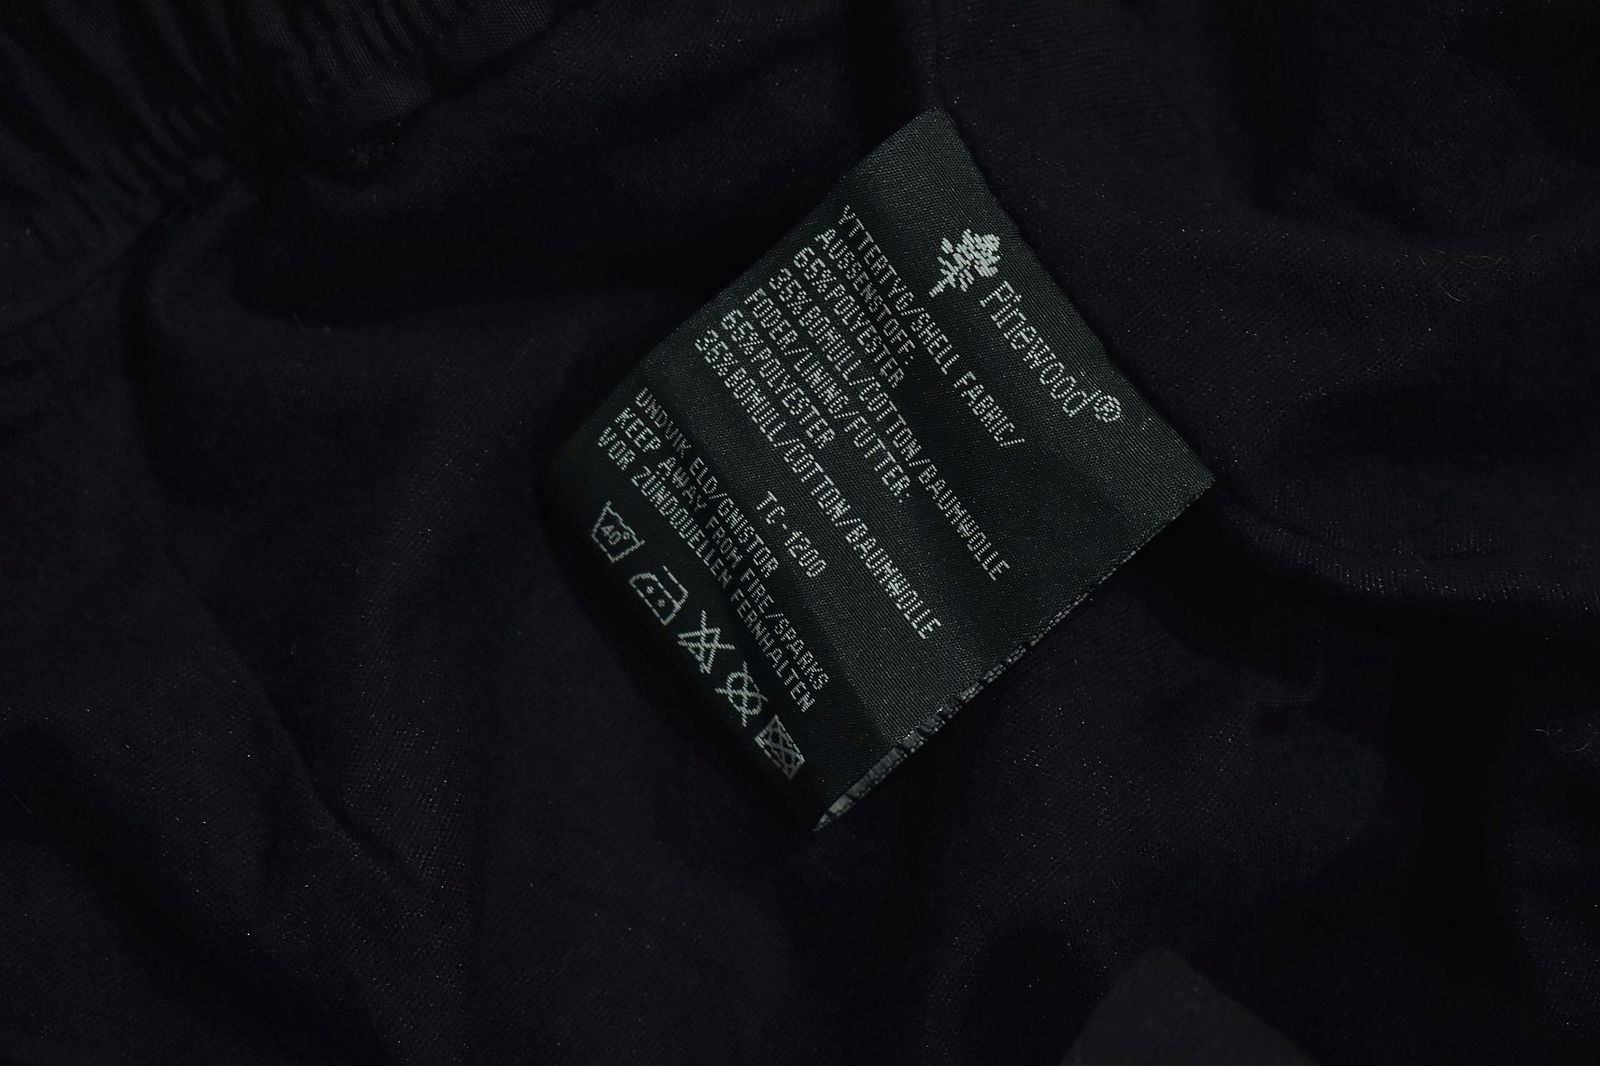 Pinewood®
YTTERTYG/SHELL FABRIC/
AUßENSTOFF.
65%POLYESTER.
35%BOMULL/COTTON/BAUMWOLLE
FODER/LINING/FUTTER.
65%POLYESTER.
35%BOMULL/COTTON/BAUMWOLLE
TC-1200
UNDVIK ELD/GNISTOR
KEEP AWAY FROM FIRE/SPARKS
VOR ZÜNDQUELLEN FERNHALTEN
40°